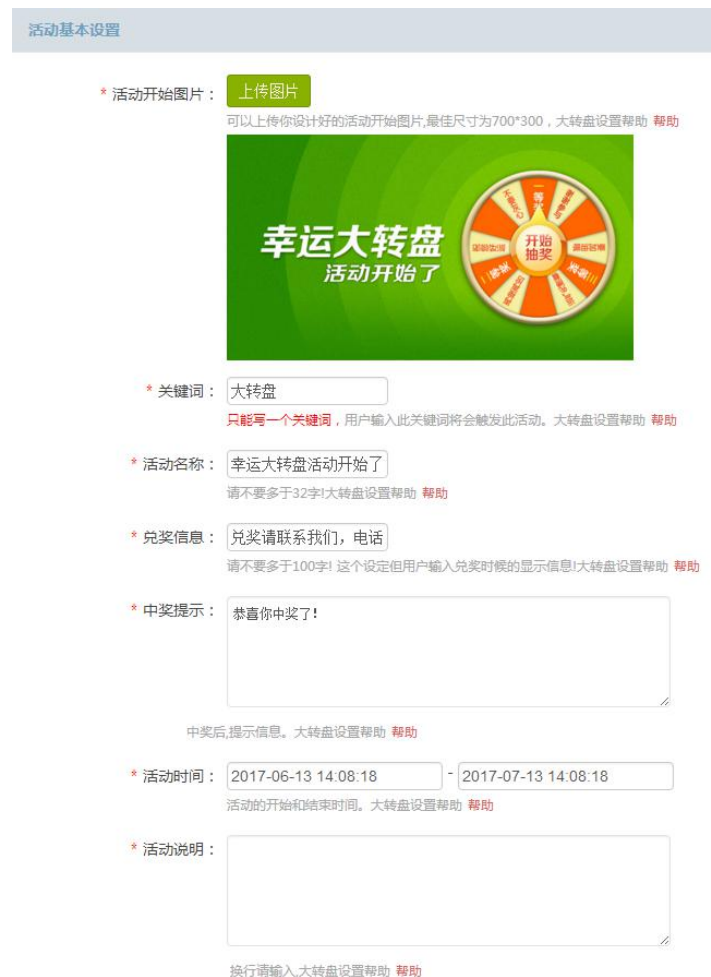 活动基本设置
* 活动开始图片： 上传图片
可以上传你设计好的活动开始图片,最佳尺寸为700*300，大转盘设置帮助 帮助
幸运大转盘
活动开始了
一等奖
开始
抽奖
* 关键词： 大转盘
只能写一个关键词，用户输入此关键词将会触发此活动。大转盘设置帮助 帮助
* 活动名称： 幸运大转盘活动开始了
请不要多于32字!大转盘设置帮助 帮助
* 兑奖信息： 兑奖请联系我们，电话
请不要多于100字! 这个设定但用户输入兑奖时候的显示信息!大转盘设置帮助 帮助
* 中奖提示： 恭喜你中奖了!
中奖后,提示信息。大转盘设置帮助 帮助
* 活动时间： 2017-06-13 14:08:18 - 2017-07-13 14:08:18
活动的开始和结束时间。大转盘设置帮助 帮助
* 活动说明：
换行请输入,大转盘设置帮助 帮助